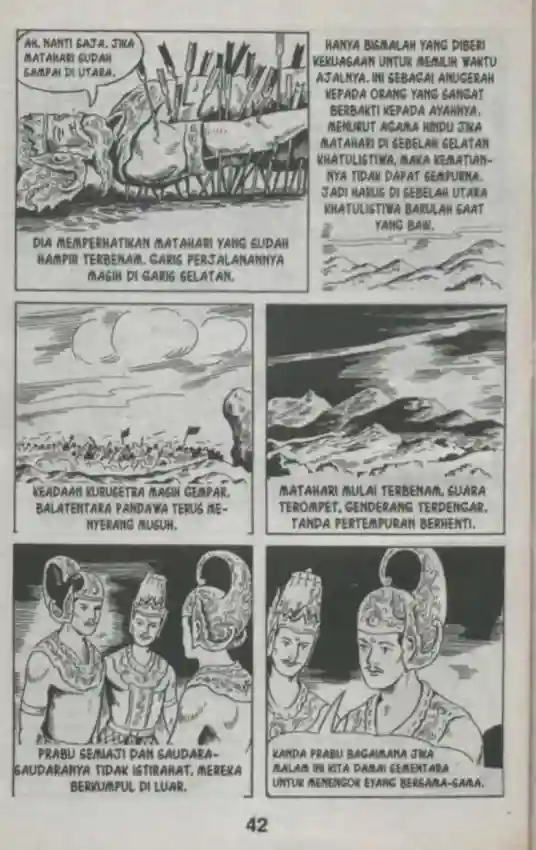 AH, NANTI SAJA. JIKA
MATAHARI SUDAH
SAMPAI DI UTARA.
DIA MEMPERHATIKAN MATAHARI YANG SUDAH
HAMPIR TERBENAM. GARIS PERJALANANNYA
MASIH DI GARIS SELATAN.
HANYA BISMALAH YANG DIBERI
KEKUASAAN UNTUK MEMILIH WAKTU
AJALNYA. INI SEBAGAI ANUGERAH
KEPADA ORANG YANG SANGAT
BERBAKTI KEPADA AYAHNYA.
MENURUT AGAMA HINDU JIKA
MATAHARI DI SEBELAH SELATAN
KHATULISTIWA, MAKA KEMATIAN-
NYA TIDAK DAPAT SEMPURNA.
JADI HARUS DI SEBELAH UTARA
KHATULISTIWA BARULAH SAAT
YANG BAIK.
KEADAAN KURUSETRA MASIH GEMPAR.
BALATENTARA PANDAWA TERUS ME-
NYERANG MUSUH.
MATAHARI MULAI TERBENAM. SUARA
TEROMPET, GENDERANG TERDENGAR.
TANDA PERTEMPURAN BERHENTI.
PRABU SEMIAJI DAN SAUDARA-
SAUDARANYA TIDAK ISTIRAHAT. MEREKA
BERKUMPUL DI LUAR.
KANDA PRABU BAGAIMANA JIKA
MALAM INI KITA DAMAI SEMENTARA
UNTUK MENENGOK EYANG BERSAMA-SAMA.
42